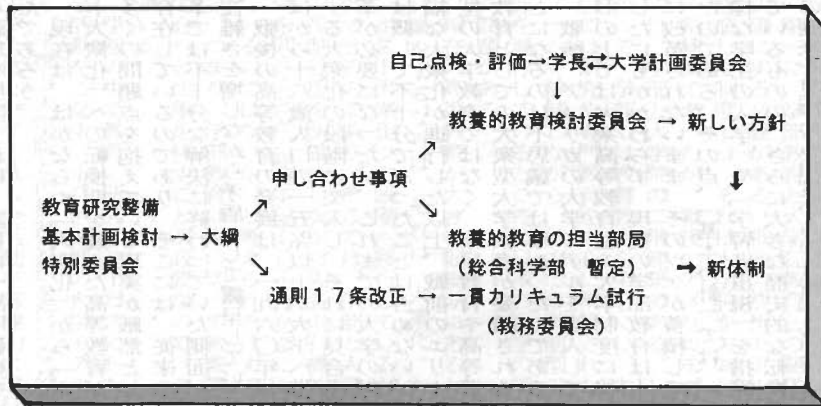 自己点検・評価→学長⇄大学計画委員会
↓
教養的教育検討委員会 → 新しい方針
↗
申し合わせ事項 ⬇
教育研究整備 ↗ ↘
基本計画検討 → 大綱 教養的教育の担当部局
特別委員会 (総合科学部 暫定) ➡ 新体制
↘
通則17条改正 → 一貫カリキュラム試行
(教務委員会)